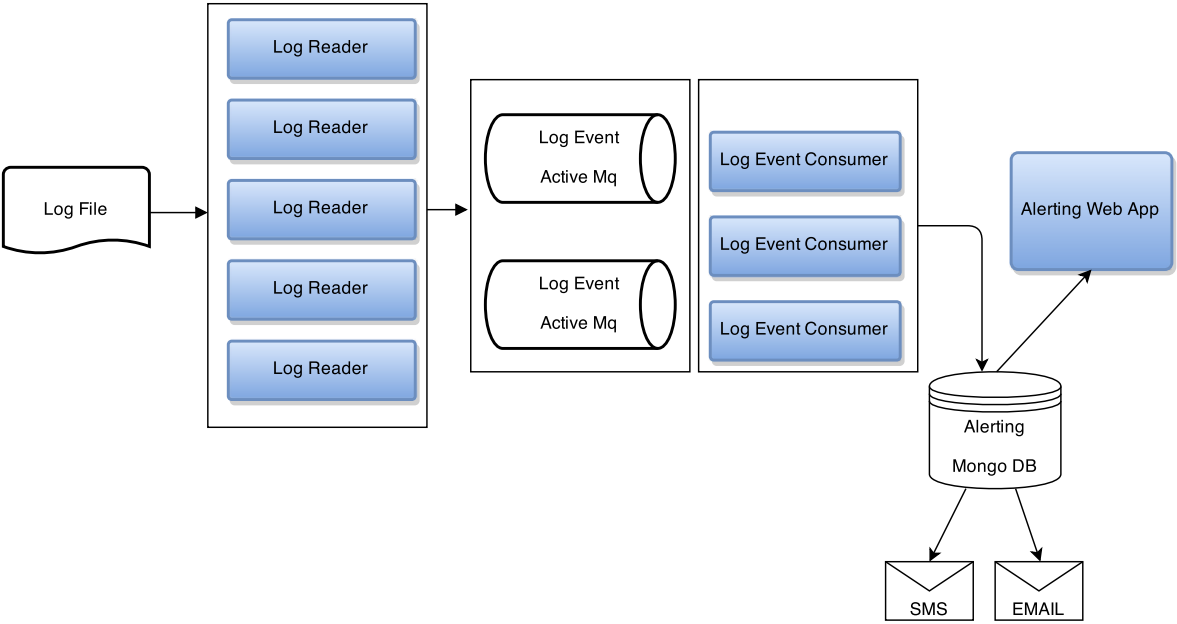 Log File
Log Reader
Log Reader
Log Reader
Log Reader
Log Reader
Log Event
Active Mq
Log Event
Active Mq
Log Event Consumer
Log Event Consumer
Log Event Consumer
Alerting Web App
Alerting
Mongo DB
SMS
EMAIL